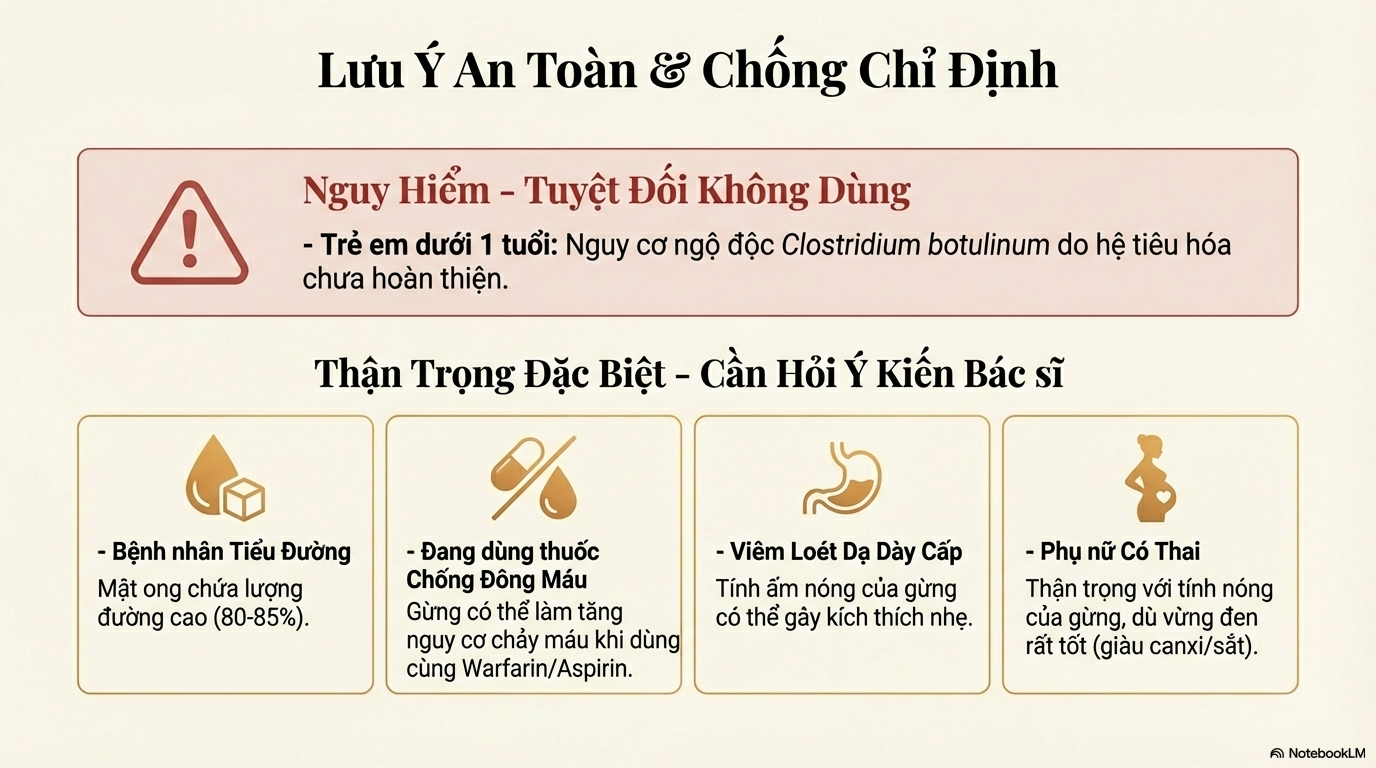 Lưu Ý An Toàn & Chống Chỉ Định
Nguy Hiểm - Tuyệt Đối Không Dùng
- Trẻ em dưới 1 tuổi: Nguy cơ ngộ độc Clostridium botulinum do hệ tiêu hóa
chưa hoàn thiện.
Thận Trọng Đặc Biệt - Cần Hỏi Ý Kiến Bác sĩ
- Bệnh nhân Tiểu Đường
Mật ong chứa lượng
đường cao (80-85%).
- Đang dùng thuốc
Chống Đông Máu
Gừng có thể làm tăng
nguy cơ chảy máu khi dùng
cùng Warfarin/Aspirin.
- Viêm Loét Dạ Dày Cấp
Tính ấm nóng của gừng
có thể gây kích thích nhẹ.
- Phụ nữ Có Thai
Thận trọng với tính nóng
của gừng, dù vừng đen
rất tốt (giàu canxi/sắt).
NotebookLM